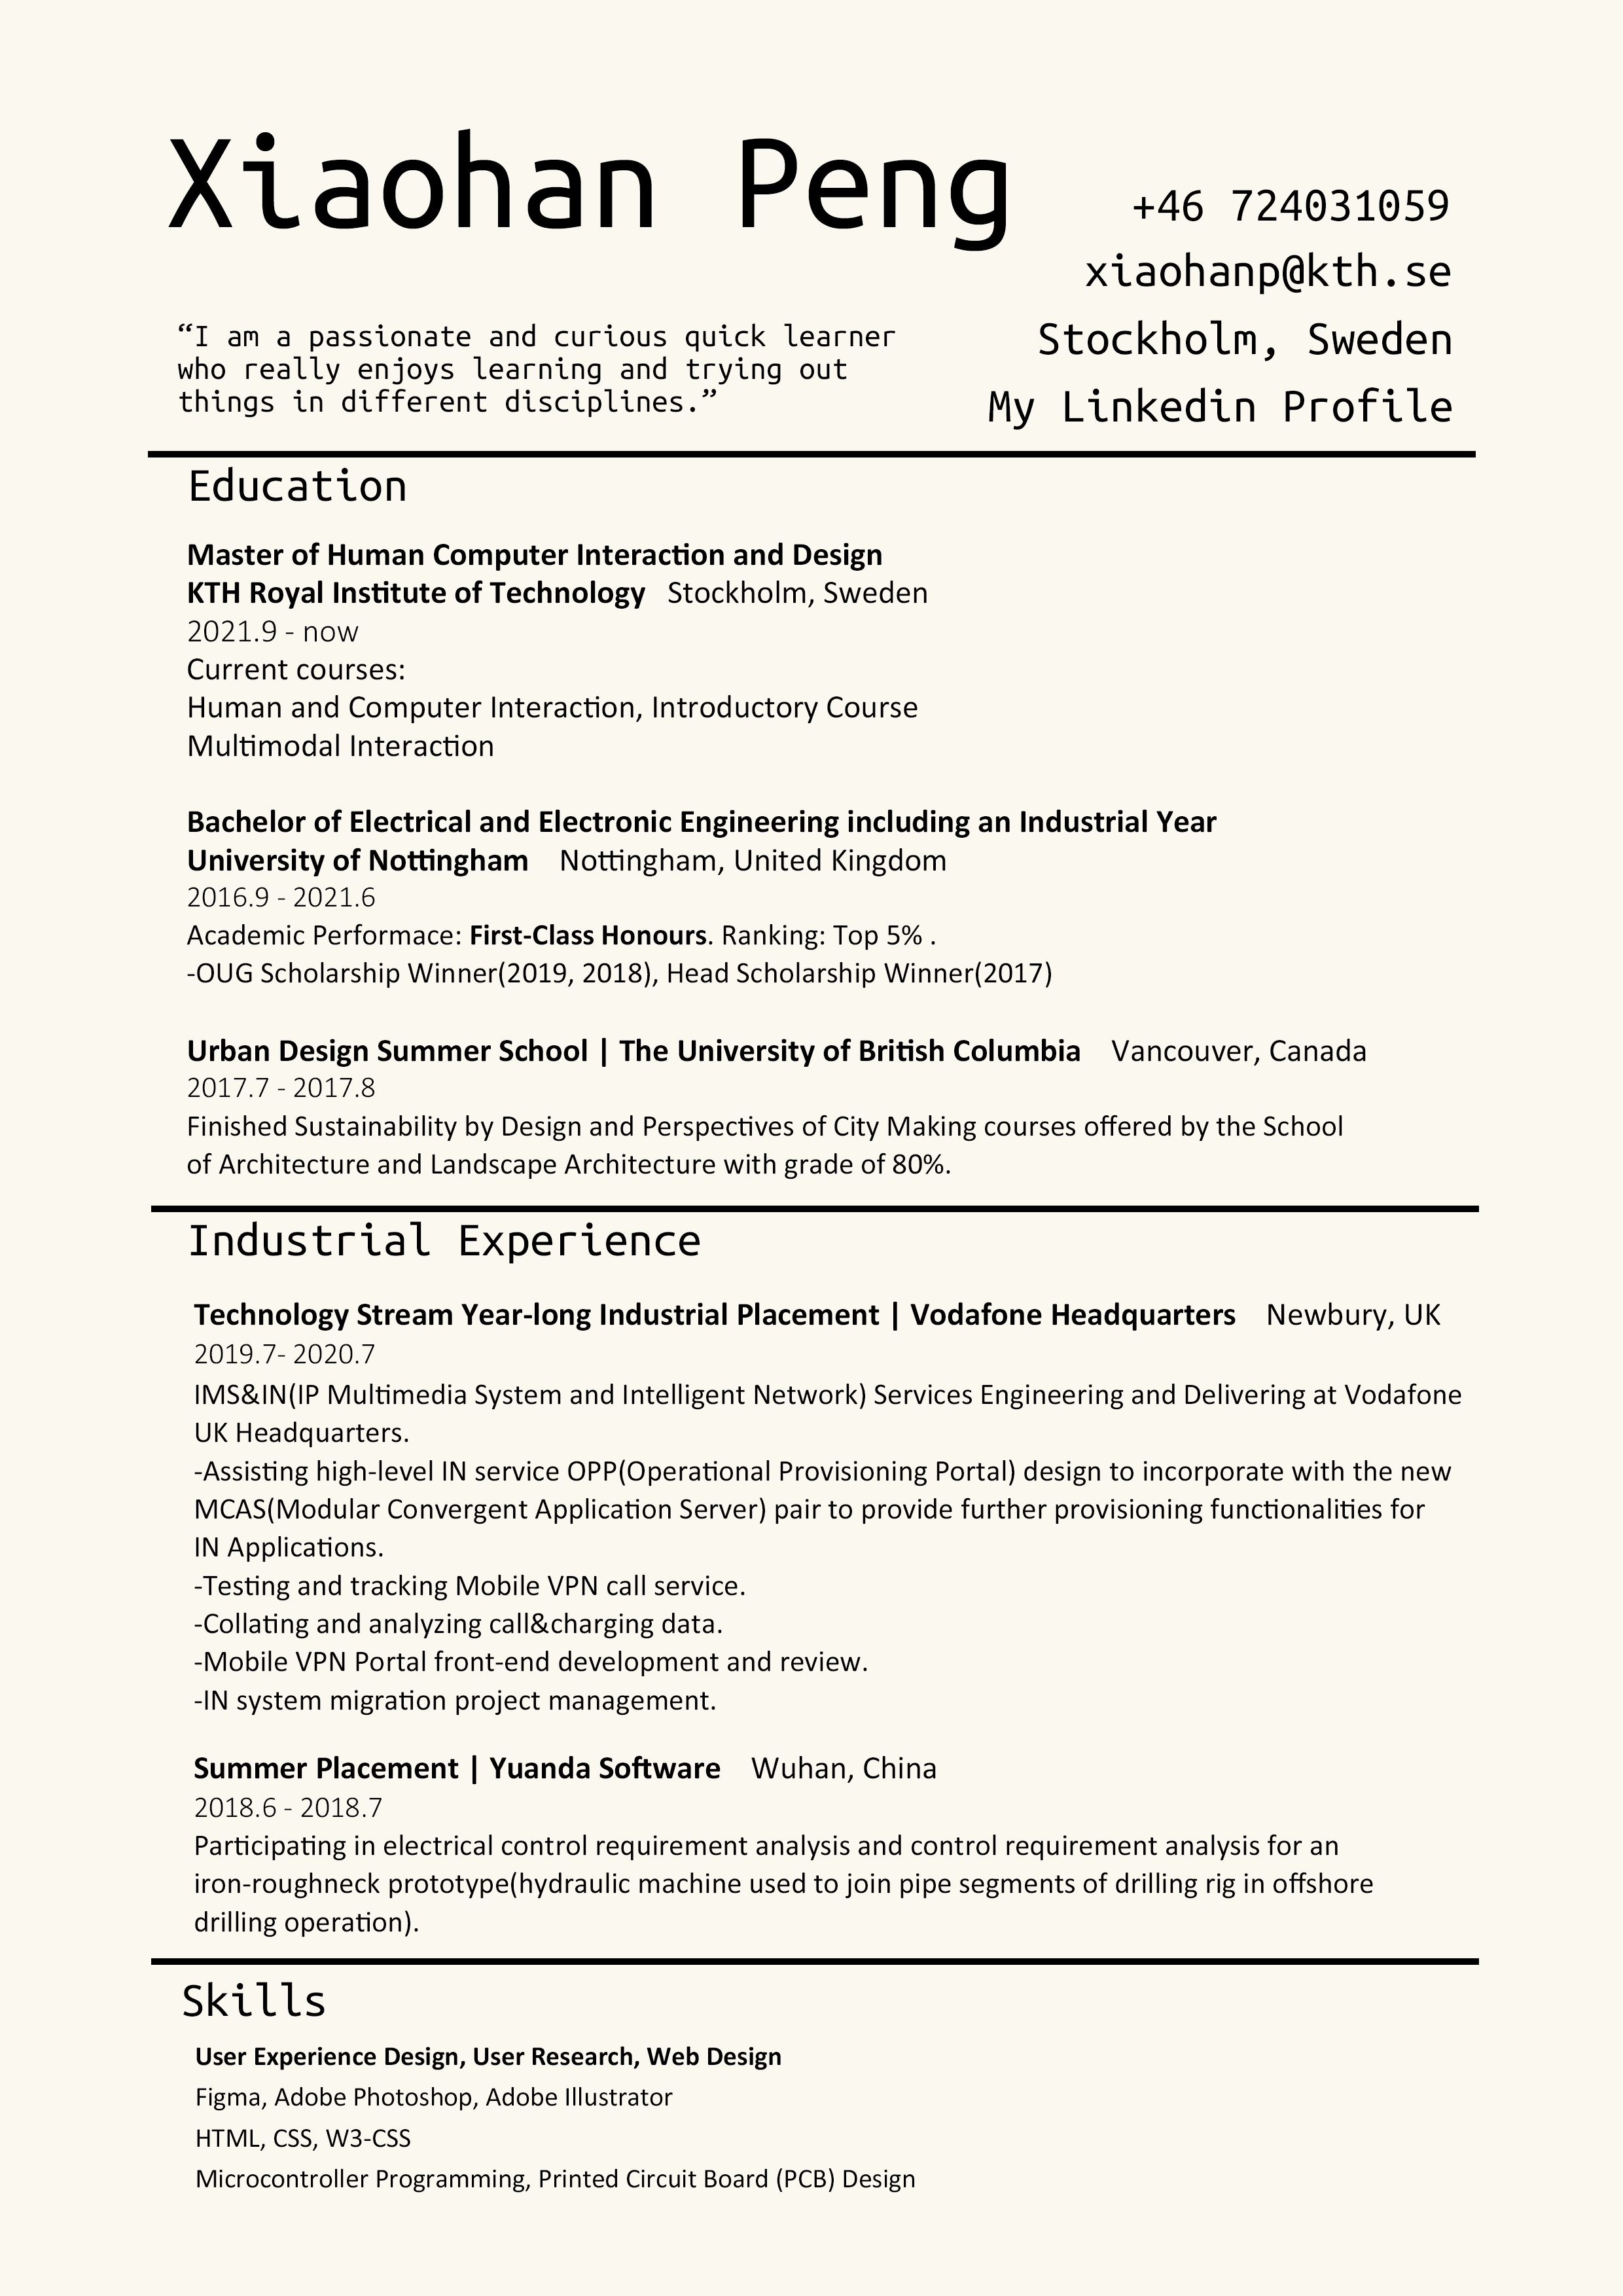 Xiaohan Peng
+46 724031059
xiaohanp@kth.se
Stockholm, Sweden
My Linkedin Profile
“I am a passionate and curious quick learner
who really enjoys learning and trying out
things in different disciplines.”
Education
Master of Human Computer Interaction and Design
KTH Royal Institute of Technology Stockholm, Sweden
2021.9 - now
Current courses:
Human and Computer Interaction, Introductory Course
Multimodal Interaction
Bachelor of Electrical and Electronic Engineering including an Industrial Year
University of Nottingham Nottingham, United Kingdom
2016.9 - 2021.6
Academic Performace: First-Class Honours. Ranking: Top 5% .
-OUG Scholarship Winner(2019, 2018), Head Scholarship Winner(2017)
Urban Design Summer School | The University of British Columbia Vancouver, Canada
2017.7 - 2017.8
Finished Sustainability by Design and Perspectives of City Making courses offered by the School
of Architecture and Landscape Architecture with grade of 80%.
Industrial Experience
Technology Stream Year-long Industrial Placement | Vodafone Headquarters Newbury, UK
2019.7- 2020.7
IMS&IN(IP Multimedia System and Intelligent Network) Services Engineering and Delivering at Vodafone
UK Headquarters.
-Assisting high-level IN service OPP(Operational Provisioning Portal) design to incorporate with the new
MCAS(Modular Convergent Application Server) pair to provide further provisioning functionalities for
IN Applications.
-Testing and tracking Mobile VPN call service.
-Collating and analyzing call&charging data.
-Mobile VPN Portal front-end development and review.
-IN system migration project management.
Summer Placement | Yuanda Software Wuhan, China
2018.6 - 2018.7
Participating in electrical control requirement analysis and control requirement analysis for an
iron-roughneck prototype(hydraulic machine used to join pipe segments of drilling rig in offshore
drilling operation).
Skills
User Experience Design, User Research, Web Design
Figma, Adobe Photoshop, Adobe Illustrator
HTML, CSS, W3-CSS
Microcontroller Programming, Printed Circuit Board (PCB) Design